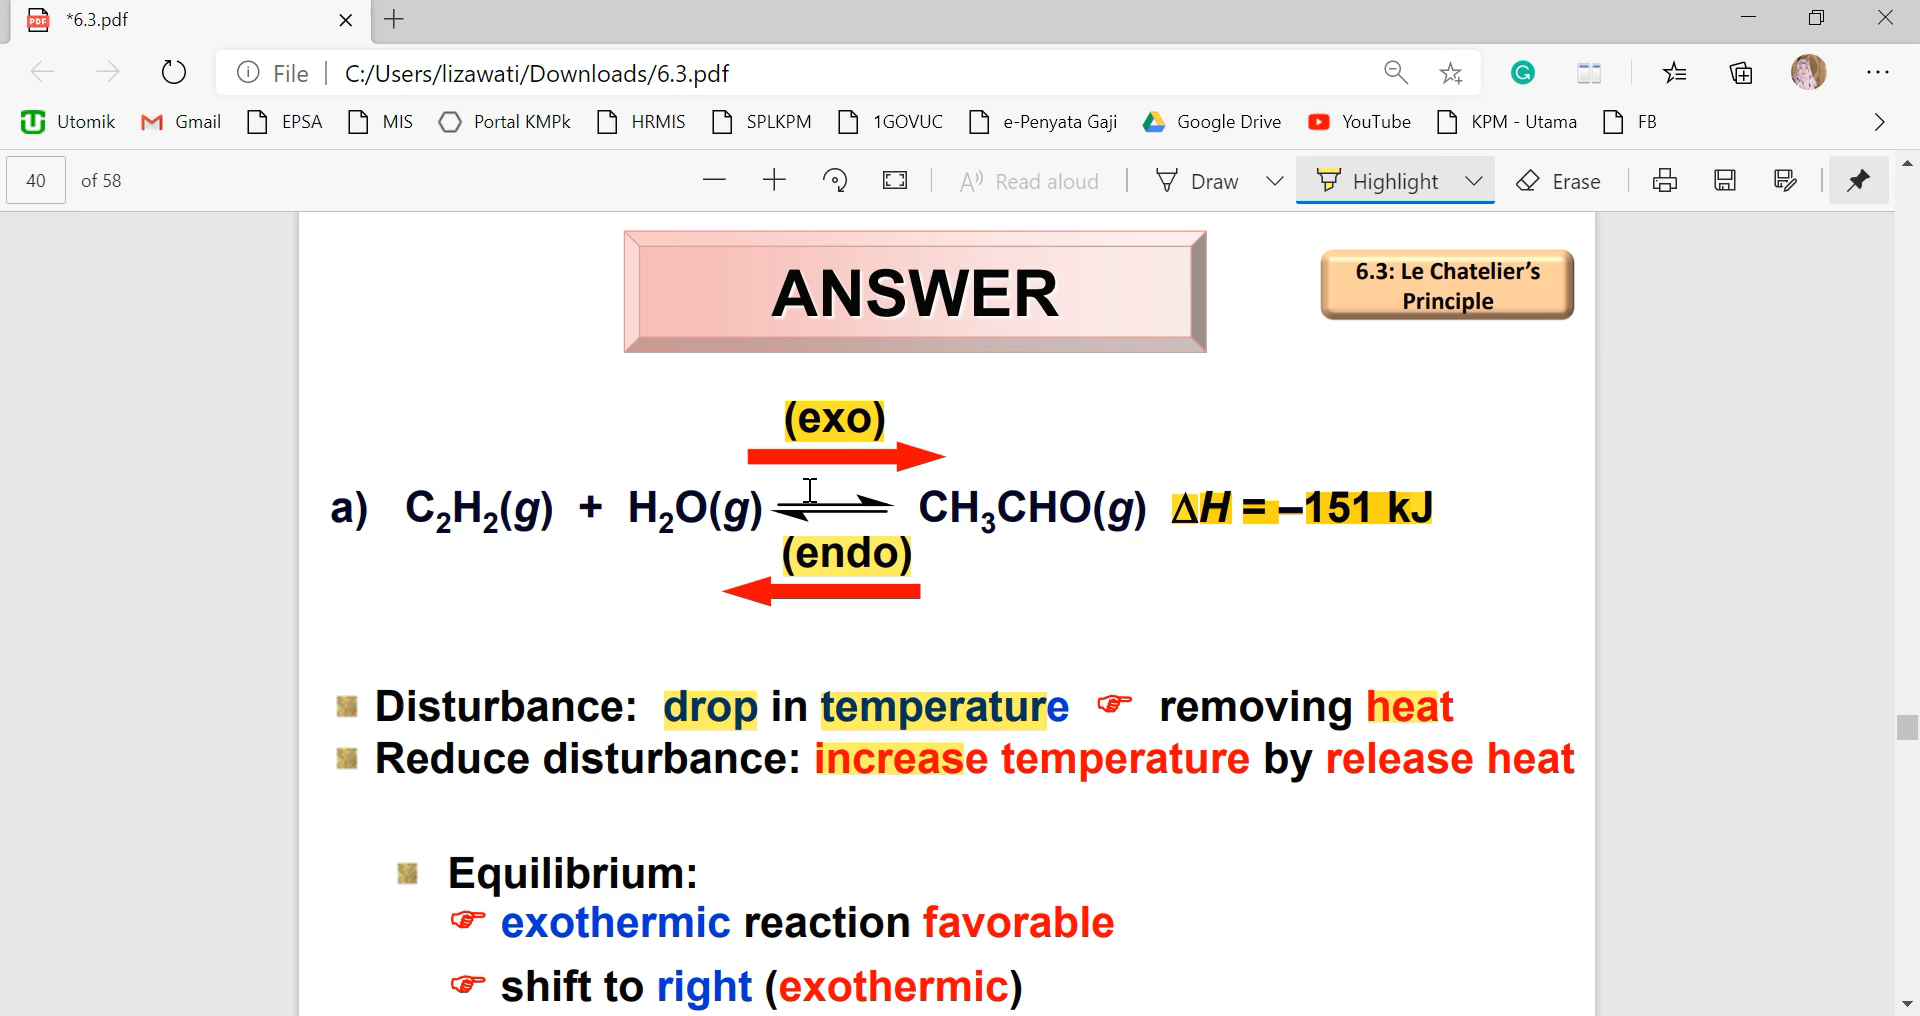 *6.3.pdf
File | C:/Users/lizawati/Downloads/6.3.pdf
Utomik Gmail EPSA MIS Portal KMPk HRMIS SPLKPM 1GOVUC e-Penyata Gaji Google Drive YouTube KPM - Utama FB
40 of 58 Read aloud Draw Highlight Erase
ANSWER
6.3: Le Chatelier's
Principle
(exo)
a) C₂H₂(g) + H₂O(g) ⇌ CH₃CHO(g) ΔH = –151 kJ
(endo)
Disturbance: drop in temperature ☞ removing heat
Reduce disturbance: increase temperature by release heat
Equilibrium:
☞ exothermic reaction favorable
☞ shift to right (exothermic)